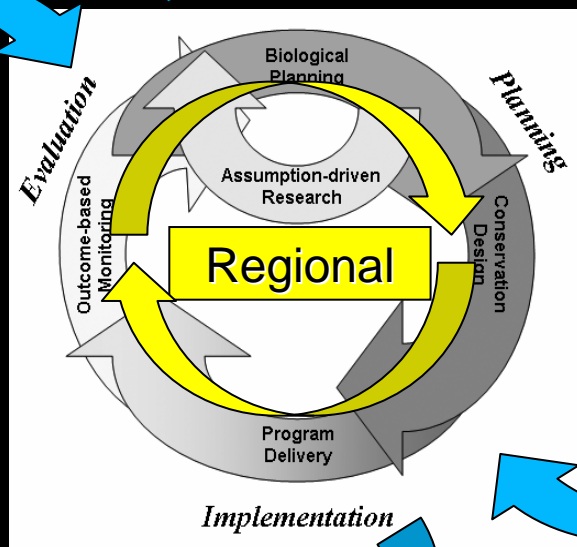 Biological
Planning
Planning
Evaluation
Assumption-driven
Research
Outcome-based
Monitoring
Conservation
Design
Regional
Program
Delivery
Implementation